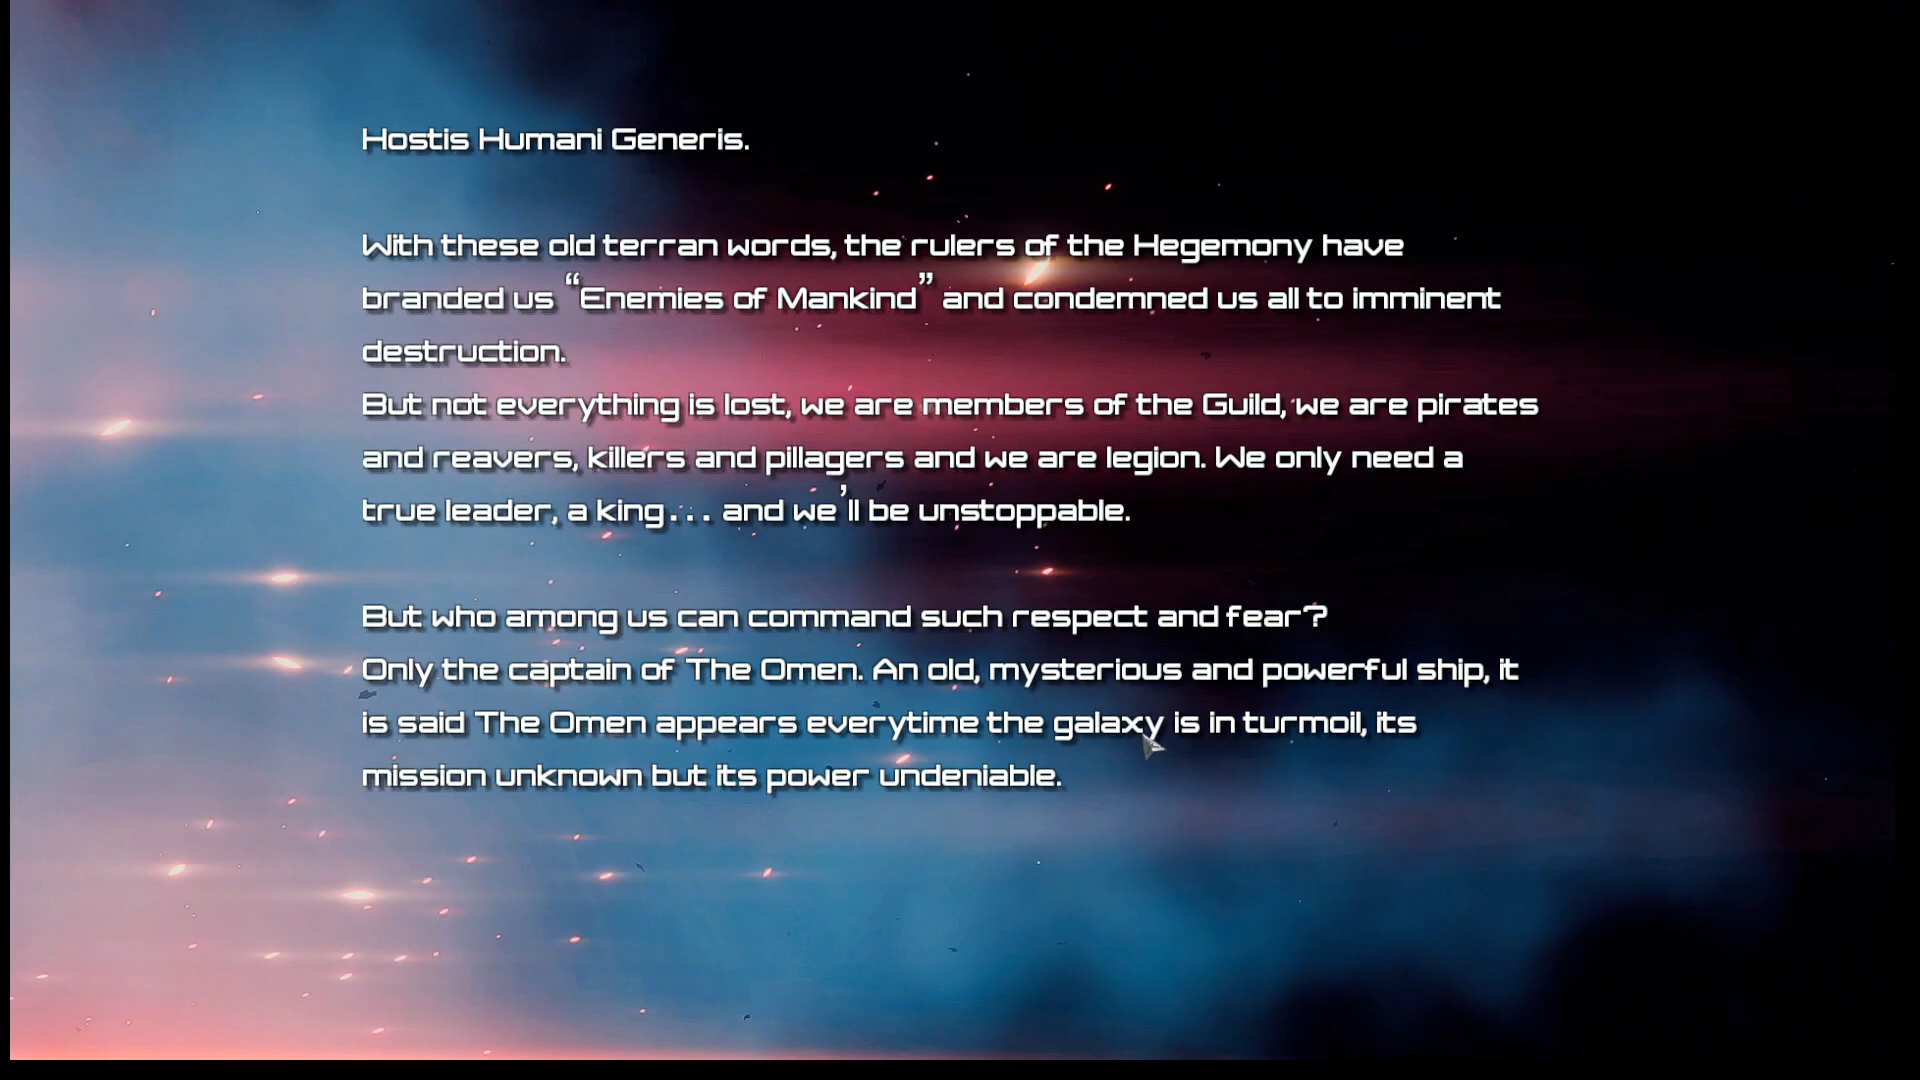 Hostis Humani Generis.
With these old terran words, the rulers of the Hegemony have
branded us “Enemies of Mankind” and condemned us all to imminent
destruction.
But not everything is lost, we are members of the Guild, we are pirates
and reavers, killers and pillagers and we are legion. We only need a
true leader, a king... and we'll be unstoppable.
But who among us can command such respect and fear?
Only the captain of The Omen. An old, mysterious and powerful ship, it
is said The Omen appears everytime the galaxy is in turmoil, its
mission unknown but its power undeniable.